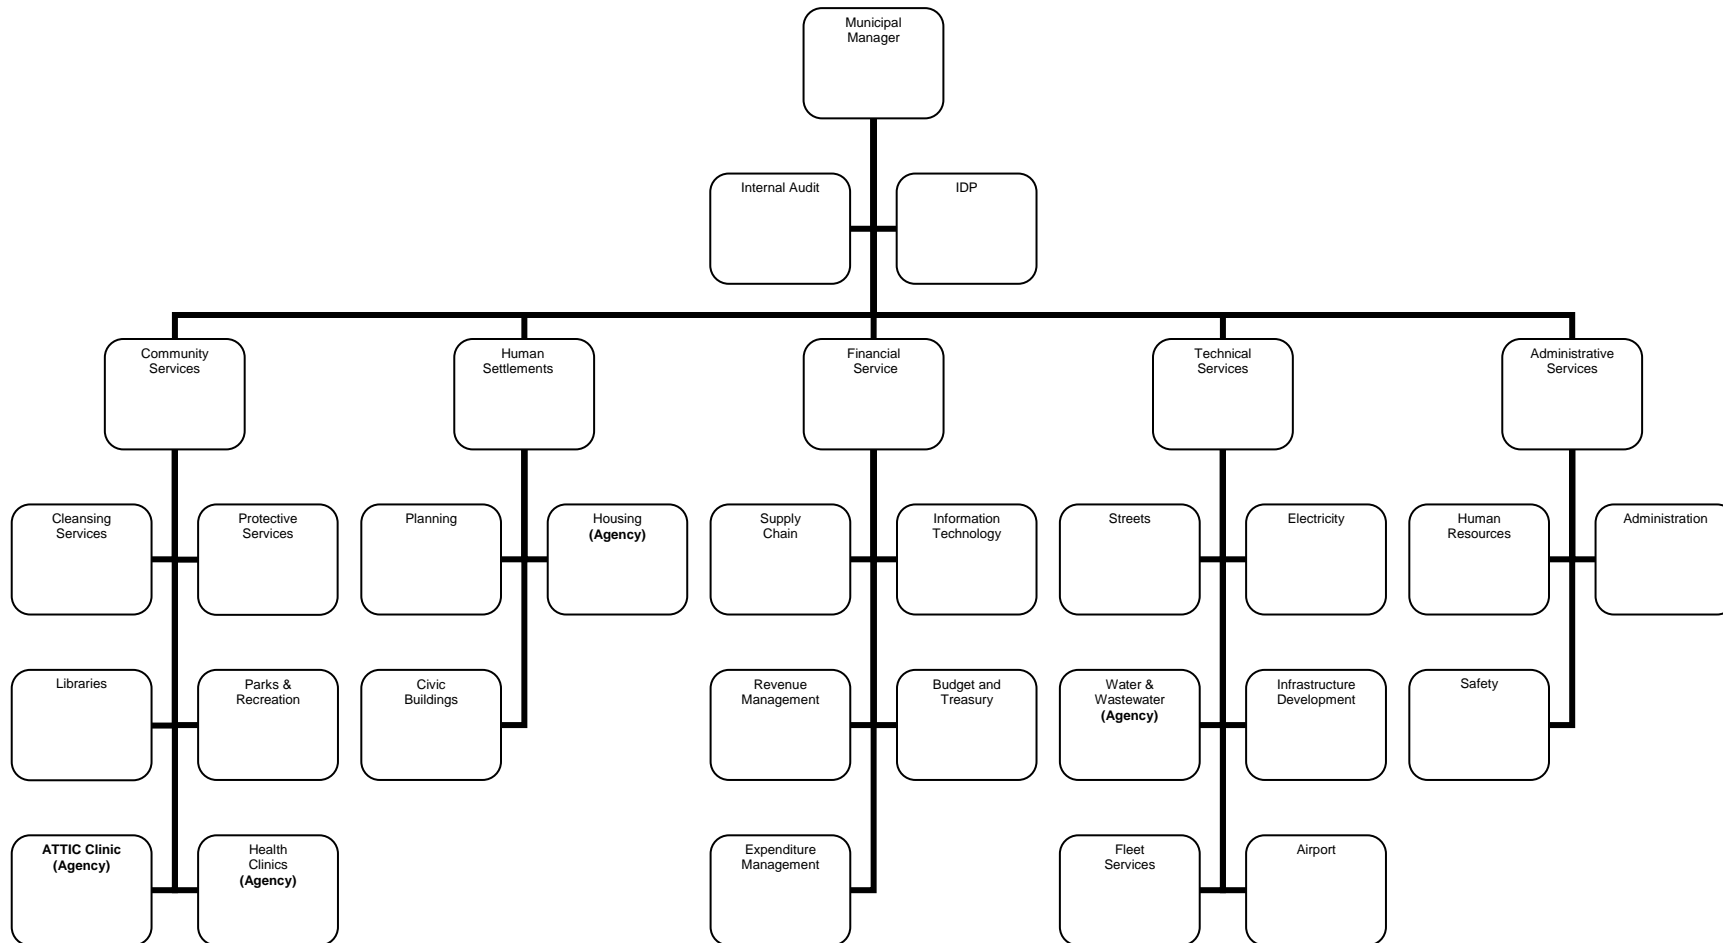 Municipal
Manager
Internal Audit
IDP
Community
Services
Human
Settlements
Financial
Service
Technical
Services
Administrative
Services
Cleansing
Services
Protective
Services
Planning
Housing
(Agency)
Supply
Chain
Information
Technology
Streets
Electricity
Human
Resources
Administration
Libraries
Parks &
Recreation
Civic
Buildings
Revenue
Management
Budget and
Treasury
Water &
Wastewater
(Agency)
Infrastructure
Development
Safety
ATTIC Clinic
(Agency)
Health
Clinics
(Agency)
Expenditure
Management
Fleet
Services
Airport